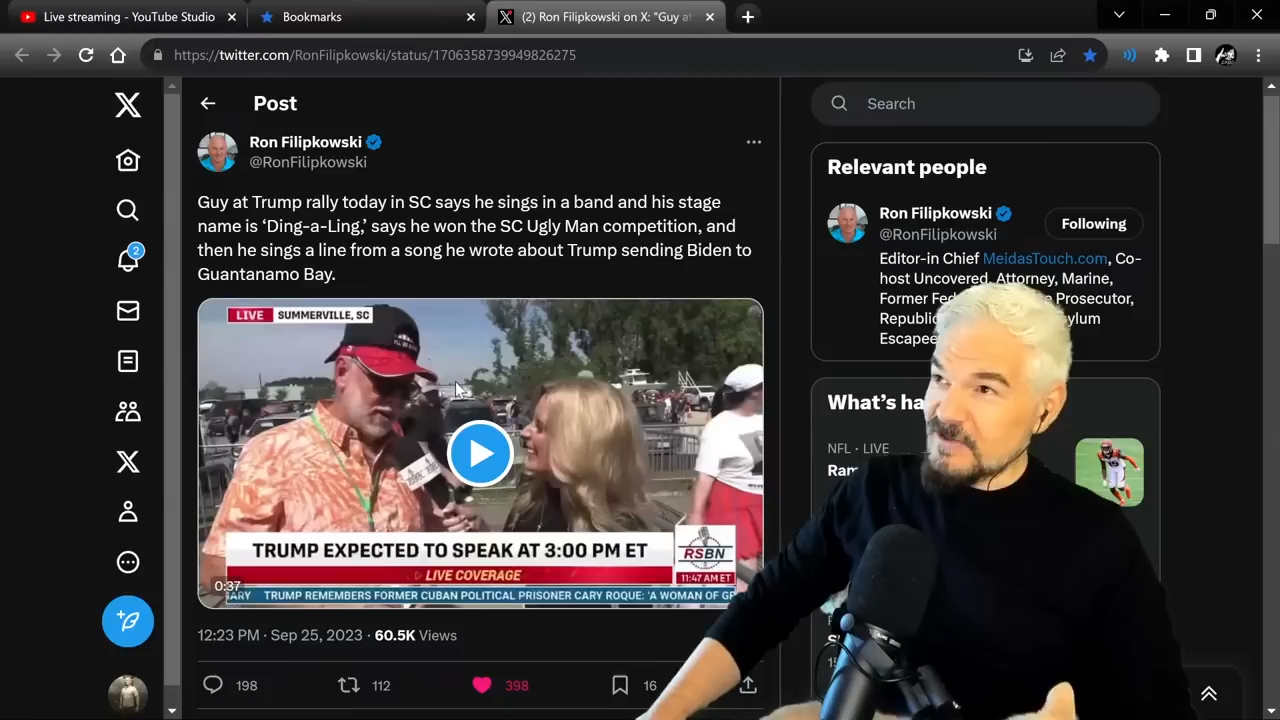 Live streaming - YouTube Studio
Bookmarks
(2) Ron Filipkowski on X: "Guy at
https://twitter.com/RonFilipkowski/status/1706358739949826275
Post
Ron Filipkowski
@RonFilipkowski
Guy at Trump rally today in SC says he sings in a band and his stage
name is ‘Ding-a-Ling,’ says he won the SC Ugly Man competition, and
then he sings a line from a song he wrote about Trump sending Biden to
Guantanamo Bay.
LIVE SUMMERVILLE, SC
TRUMP EXPECTED TO SPEAK AT 3:00 PM ET
LIVE COVERAGE
RSBN
11:47 AM ET
0:37
TRUMP REMEMBERS FORMER CUBAN POLITICAL PRISONER CARY ROQUE: 'A WOMAN OF
12:23 PM · Sep 25, 2023 · 60.5K Views
198
112
398
16
2
Search
Relevant people
Ron Filipkowski
@RonFilipkowski
Following
Editor-in Chief MeidasTouch.com, Co-
host Uncovered, Attorney, Marine,
Former Prosecutor,
Escapee
What’s
NFL · LIVE